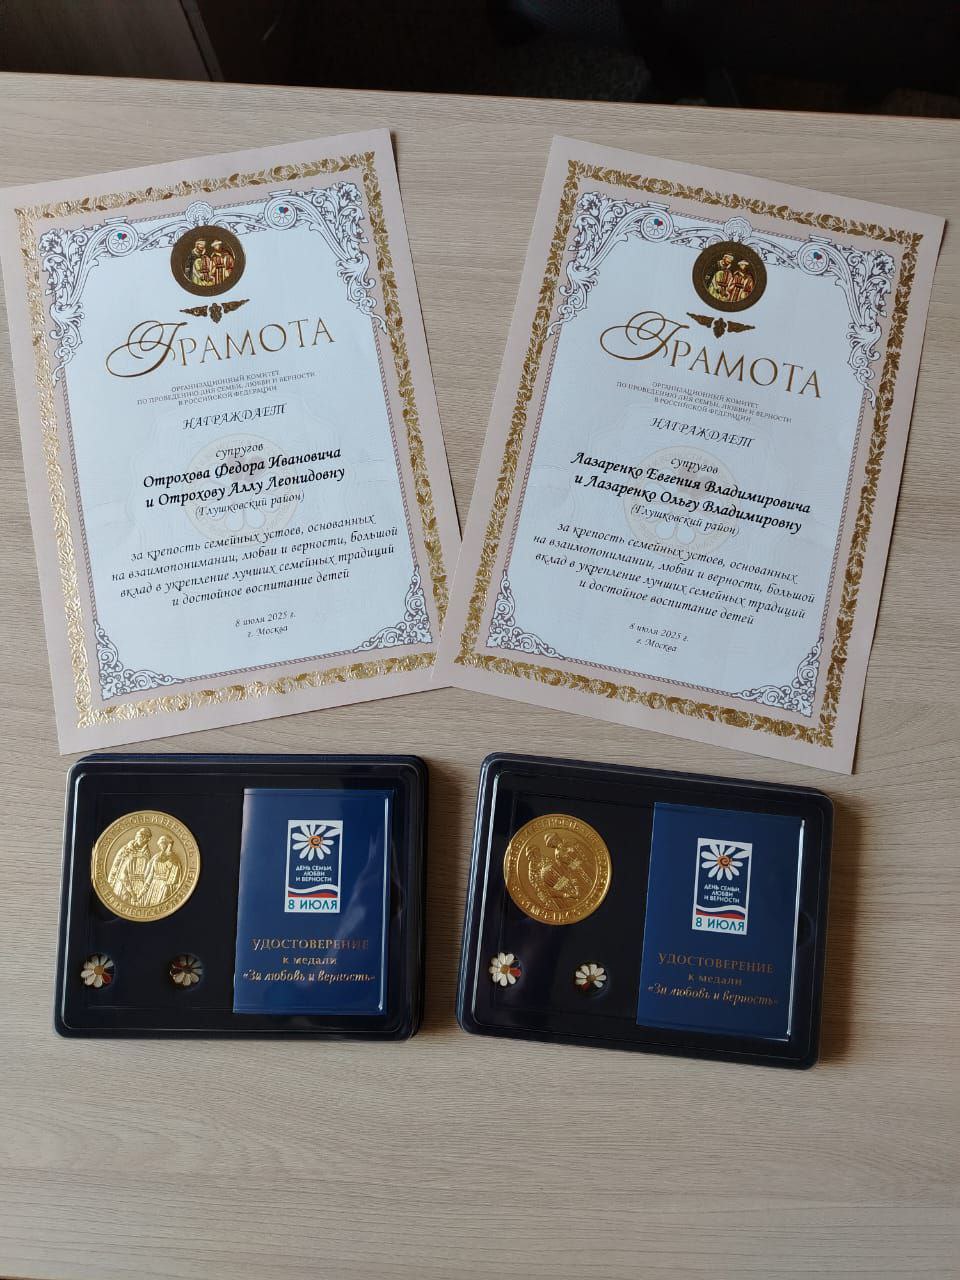 ГРАМОТА
ОРГАНИЗАЦИОННЫЙ КОМИТЕТ
ПО ПРОВЕДЕНИЮ ДНЯ СЕМЬИ, ЛЮБВИ И ВЕРНОСТИ
В РОССИЙСКОЙ ФЕДЕРАЦИИ
НАГРАЖДАЕТ
супругов
Отрохова Федора Ивановича
и Отрохову Аллу Леонидовну
(Глушковский район)
за крепость семейных устоев, основанных
на взаимопонимании, любви и верности, большой
вклад в укрепление лучших семейных традиций
и достойное воспитание детей
8 июля 2025 г.
г. Москва
ГРАМОТА
ОРГАНИЗАЦИОННЫЙ КОМИТЕТ
ПО ПРОВЕДЕНИЮ ДНЯ СЕМЬИ, ЛЮБВИ И ВЕРНОСТИ
В РОССИЙСКОЙ ФЕДЕРАЦИИ
НАГРАЖДАЕТ
супругов
Лазаренко Евгения Владимировича
и Лазаренко Ольгу Владимировну
(Глушковский район)
за крепость семейных устоев, основанных
на взаимопонимании, любви и верности, большой
вклад в укрепление лучших семейных традиций
и достойное воспитание детей
8 июля 2025 г.
г. Москва
ДЕНЬ СЕМЬИ,
ЛЮБВИ
И ВЕРНОСТИ
8 ИЮЛЯ
УДОСТОВЕРЕНИЕ
к медали
«За любовь и верность»
ДЕНЬ СЕМЬИ,
ЛЮБВИ
И ВЕРНОСТИ
8 ИЮЛЯ
УДОСТОВЕРЕНИЕ
к медали
«За любовь и верность»